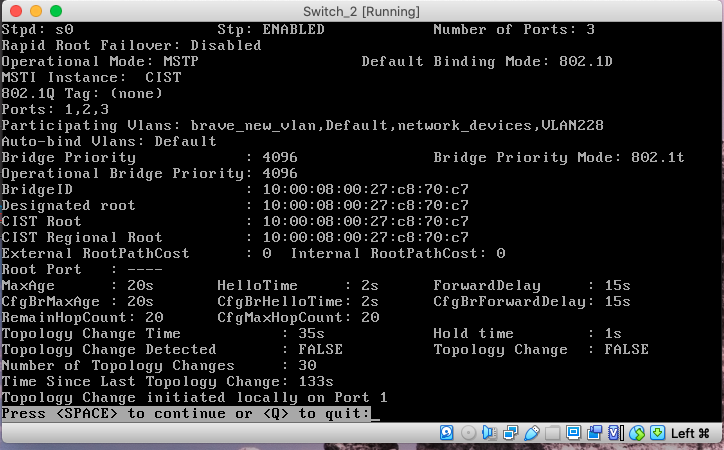 Switch_2 [Running]
Stpd: s0 Stp: ENABLED Number of Ports: 3
Rapid Root Failover: Disabled
Operational Mode: MSTP Default Binding Mode: 802.1D
MSTI Instance: CIST
802.1Q Tag: (none)
Ports: 1,2,3
Participating Vlans: brave_new_vlan,Default,network_devices,VLAN228
Auto-bind Vlans: Default
Bridge Priority : 4096 Bridge Priority Mode: 802.1t
Operational Bridge Priority: 4096
BridgeID : 10:00:08:00:27:c8:70:c7
Designated root : 10:00:08:00:27:c8:70:c7
CIST Root : 10:00:08:00:27:c8:70:c7
CIST Regional Root : 10:00:08:00:27:c8:70:c7
External RootPathCost : 0 Internal RootPathCost: 0
Root Port : ----
MaxAge : 20s HelloTime : 2s ForwardDelay : 15s
CfgBrMaxAge : 20s CfgBrHelloTime: 2s CfgBrForwardDelay: 15s
RemainHopCount: 20 CfgMaxHopCount: 20
Topology Change Time : 35s Hold time : 1s
Topology Change Detected : FALSE Topology Change : FALSE
Number of Topology Changes : 30
Time Since Last Topology Change: 133s
Topology Change initiated locally on Port 1
Press <SPACE> to continue or <Q> to quit:_
Left ⌘